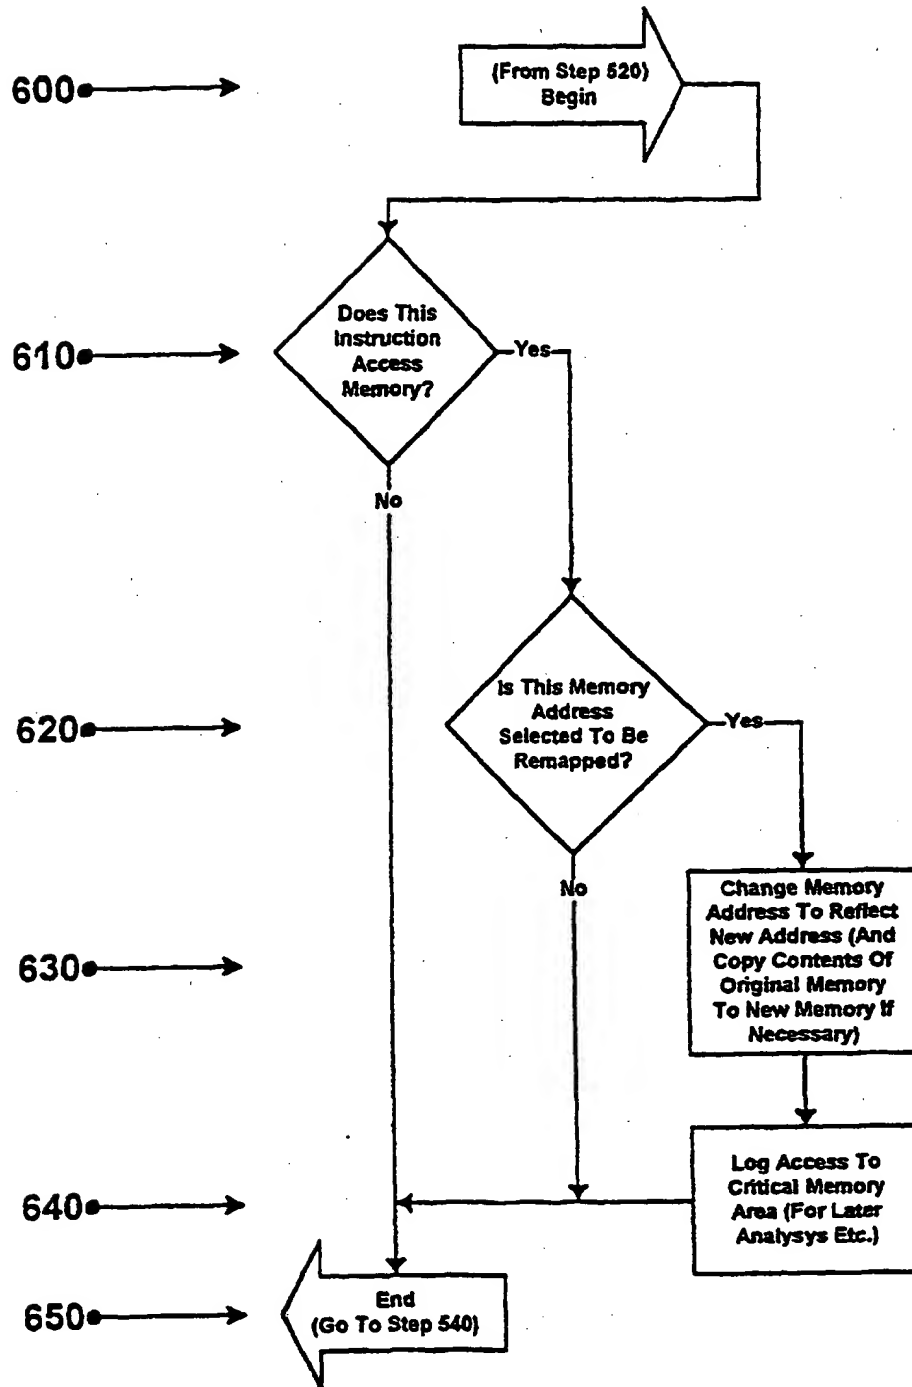 600
(From Step 520)
Begin
610
Does This
Instruction
Access
Memory?
Yes
No
620
Is This Memory
Address
Selected To Be
Remapped?
Yes
No
630
Change Memory
Address To Reflect
New Address (And
Copy Contents Of
Original Memory
To New Memory If
Necessary)
640
Log Access To
Critical Memory
Area (For Later
Analysys Etc.)
650
End
(Go To Step 540)